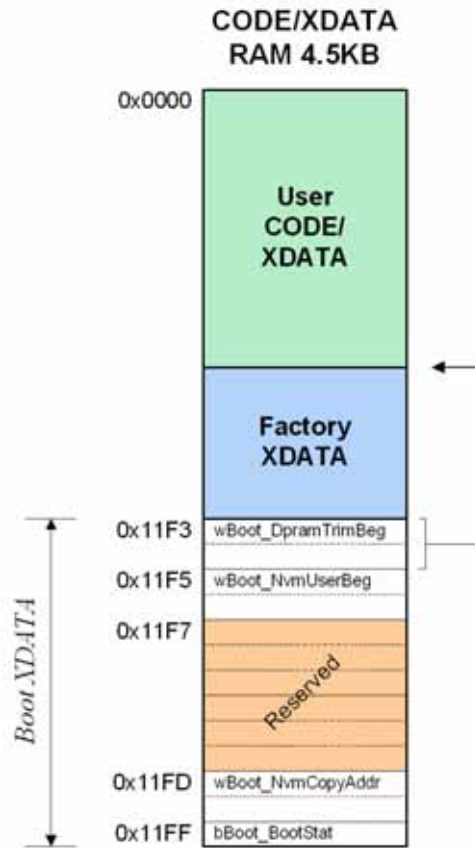 CODE/XDATA
RAM 4.5KB
0x0000
User
CODE/
XDATA
Factory
XDATA
0x11F3 wBoot_DpramTrimBeg
0x11F5 wBoot_NvmUserBeg
0x11F7
Reserved
Boot XDATA
0x11FD wBoot_NvmCopyAddr
0x11FF bBoot_BootStat